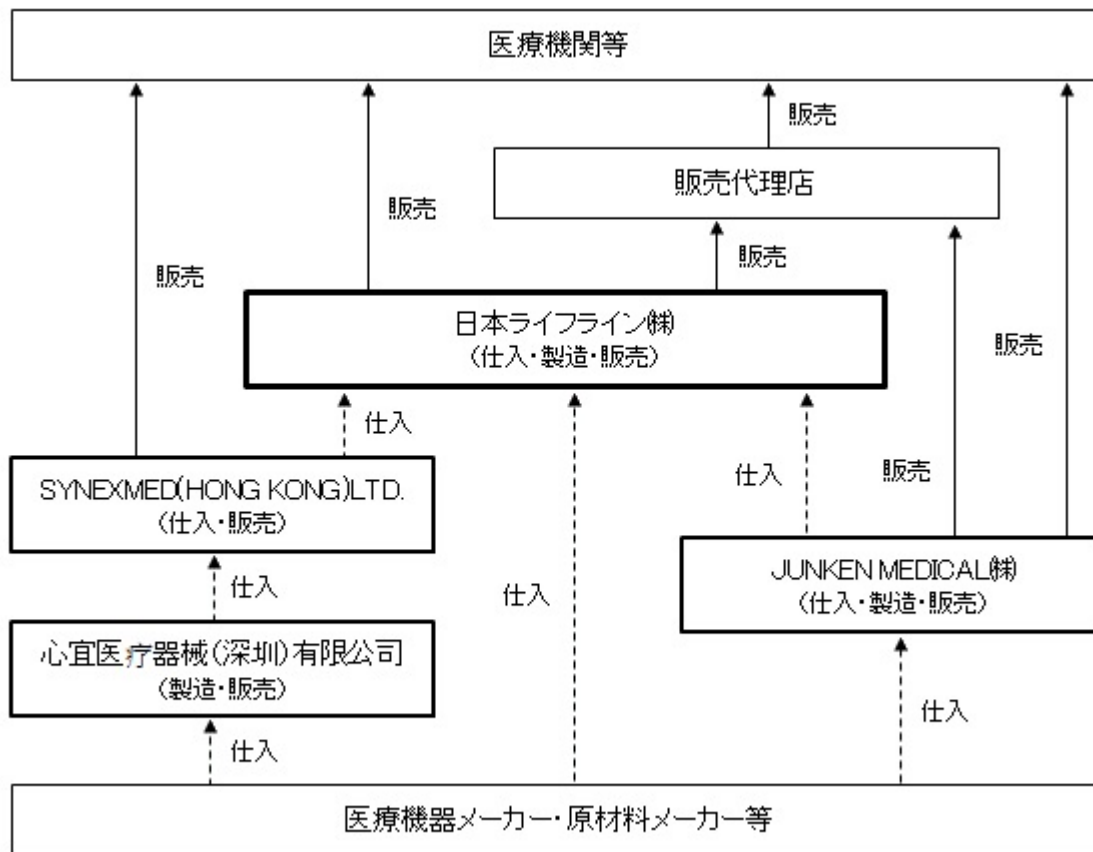 医療機関等
販売
販売代理店
販売
販売
販売
日本ライフライン㈱
(仕入・製造・販売)
販売
仕入
SYNEXMED(HONG KONG)LTD.
(仕入・販売)
仕入
販売
JUNKEN MEDICAL㈱
(仕入・製造・販売)
仕入
仕入
心宜医疗器械(深圳)有限公司
(製造・販売)
仕入
仕入
医療機器メーカー・原材料メーカー等